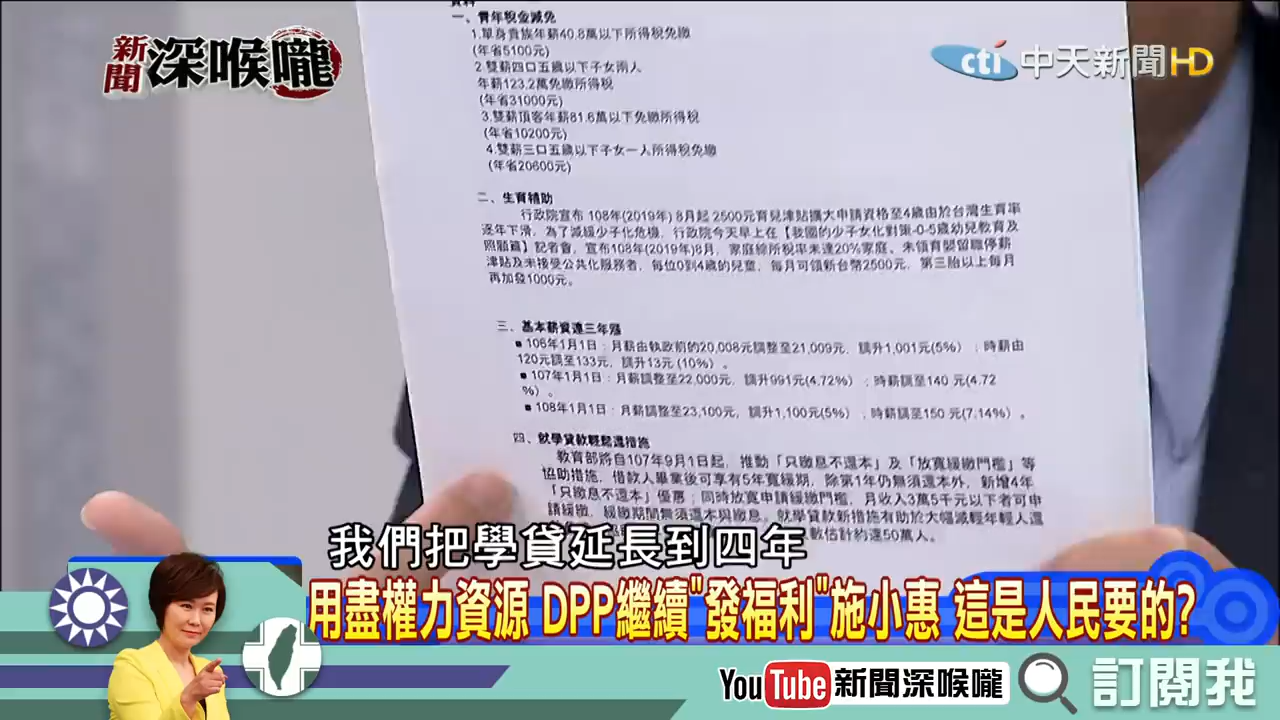 新聞深喉嚨
cti 中天新聞HD
一、青年稅金減免
1.單身貴族年薪40.8萬以下所得稅免繳
(年省5100元)
2.雙薪四口五歲以下子女兩人
年薪123.2萬免繳所得稅
(年省31000元)
3.雙薪頂客年薪81.6萬以下免繳所得稅
(年省10200元)
4.雙薪三口五歲以下子女一人所得稅免繳
(年省20600元)
二、生育補助
行政院宣布 108年(2019年) 8月起 2500元育兒津貼擴大申請資格至4歲由於台灣生育率
逐年下滑，為了減緩少子化危機，行政院今天早上在【我國的少子女化對策-0-5歲幼兒教育及
照顧篇】記者會，宣布108年(2019年)8月，家庭綜所稅率未達20%家庭、未領育嬰留職停薪
津貼及未接受公共化服務者，每位0到4歲的兒童，每月可領新台幣2500元，第三胎以上每月
再加發1000元。
三、基本薪資連三年漲
■ 106年1月1日：月薪由執政前的20,008元調整至21,009元，調升1,001元(5%) ；時薪由
120元調至133元，調升13元 (10%) 。
■ 107年1月1日：月薪調整至22,000元，調升991元(4.72%) ；時薪調至140 元(4.72
%) 。
■ 108年1月1日：月薪調整至23,100元，調升1,100元(5%) ；時薪調至150 元(7.14%) 。
四、就學貸款輕鬆還措施
教育部將自107年9月1日起，推動「只繳息不還本」及「放寬緩繳門檻」等
協助措施，借款人畢業後可享有5年寬緩期，除第1年仍無須還本外，新增4年
「只繳息不還本」優惠；同時放寬申請緩繳門檻，月收入3萬5千元以下者可申
請緩繳，緩繳期間無須還本與繳息。就學貸款新措施有助於大幅減輕年輕人還
數估計約達50萬人。
我們把學貸延長到四年
用盡權力資源 DPP繼續"發福利"施小惠 這是人民要的?
YouTube 新聞深喉嚨 訂閱我